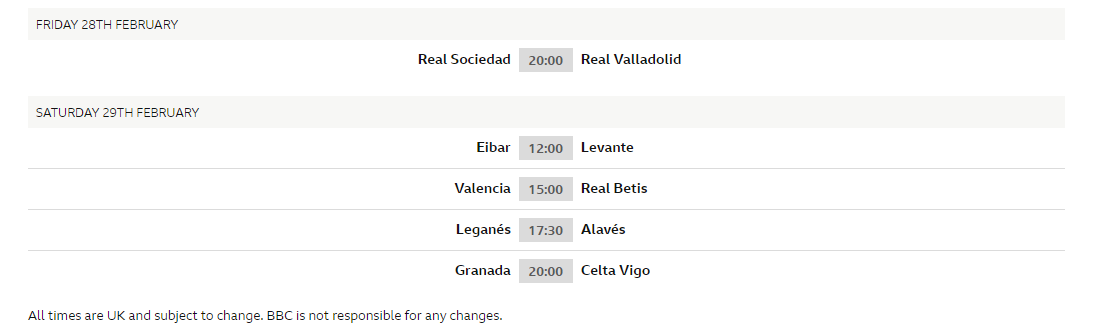 FRIDAY 28TH FEBRUARY
Real Sociedad 20:00 Real Valladolid
SATURDAY 29TH FEBRUARY
Eibar 12:00 Levante
Valencia 15:00 Real Betis
Leganés 17:30 Alavés
Granada 20:00 Celta Vigo
All times are UK and subject to change. BBC is not responsible for any changes.